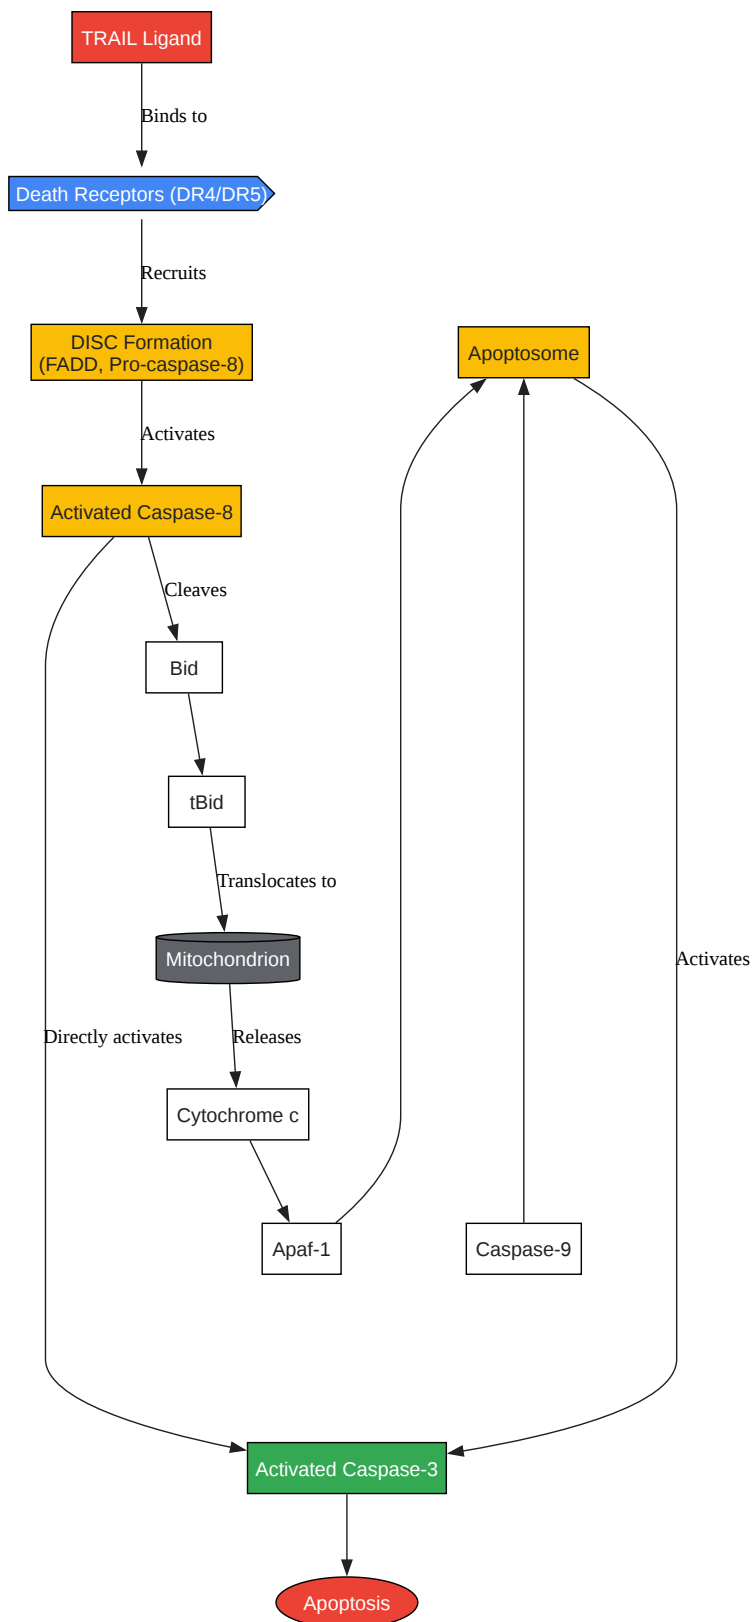 TRAIL Ligand
Binds to
Death Receptors (DR4/DR5)
Recruits
DISC Formation
(FADD, Pro-caspase-8)
Apoptosome
Activates
Activated Caspase-8
Cleaves
Bid
tBid
Translocates to
Mitochondrion
Activates
Directly activates
Releases
Cytochrome c
Apaf-1
Caspase-9
Activated Caspase-3
Apoptosis